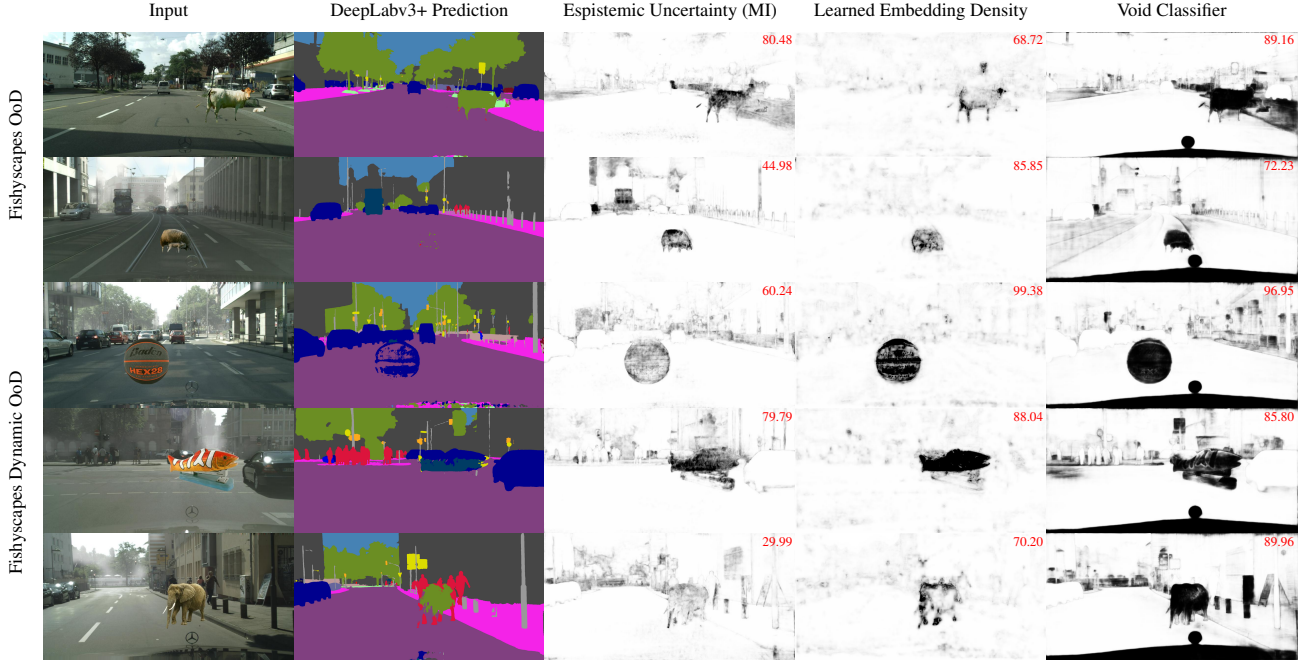 Input DeepLabv3+ Prediction Espistemic Uncertainty (MI) Learned Embedding Density Void Classifier
Fishyscapes OoD
80.48 68.72 89.16
44.98 85.85 72.23
Fishyscapes Dynamic OoD
60.24 99.38 96.95
HEX28
79.79 88.04 85.80
29.99 70.20 89.96